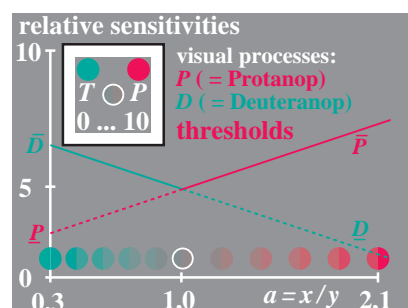 relative sensitivities
10
visual processes:
P ( = Protanop)
D ( = Deuteranop)
thresholds
T P
0 ... 10
D̄
P̄
5
P̲
D̲
0
0.3
1.0
a = x / y
2.1